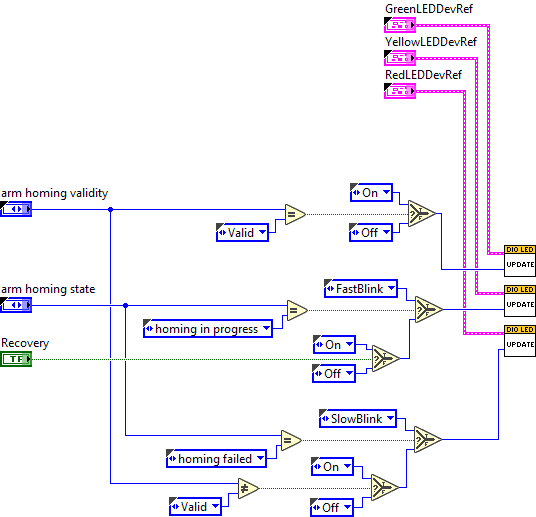 GreenLEDDevRef
YellowLEDDevRef
RedLEDDevRef
arm homing validity
On
=
T
?
F
Valid
Off
DIO LED
UPDATE
arm homing state
FastBlink
DIO LED
UPDATE
=
T
?
F
homing in progress
DIO LED
UPDATE
Recovery
On
TF
T
?
F
Off
SlowBlink
=
T
?
F
homing failed
On
≠
T
?
F
Valid
Off